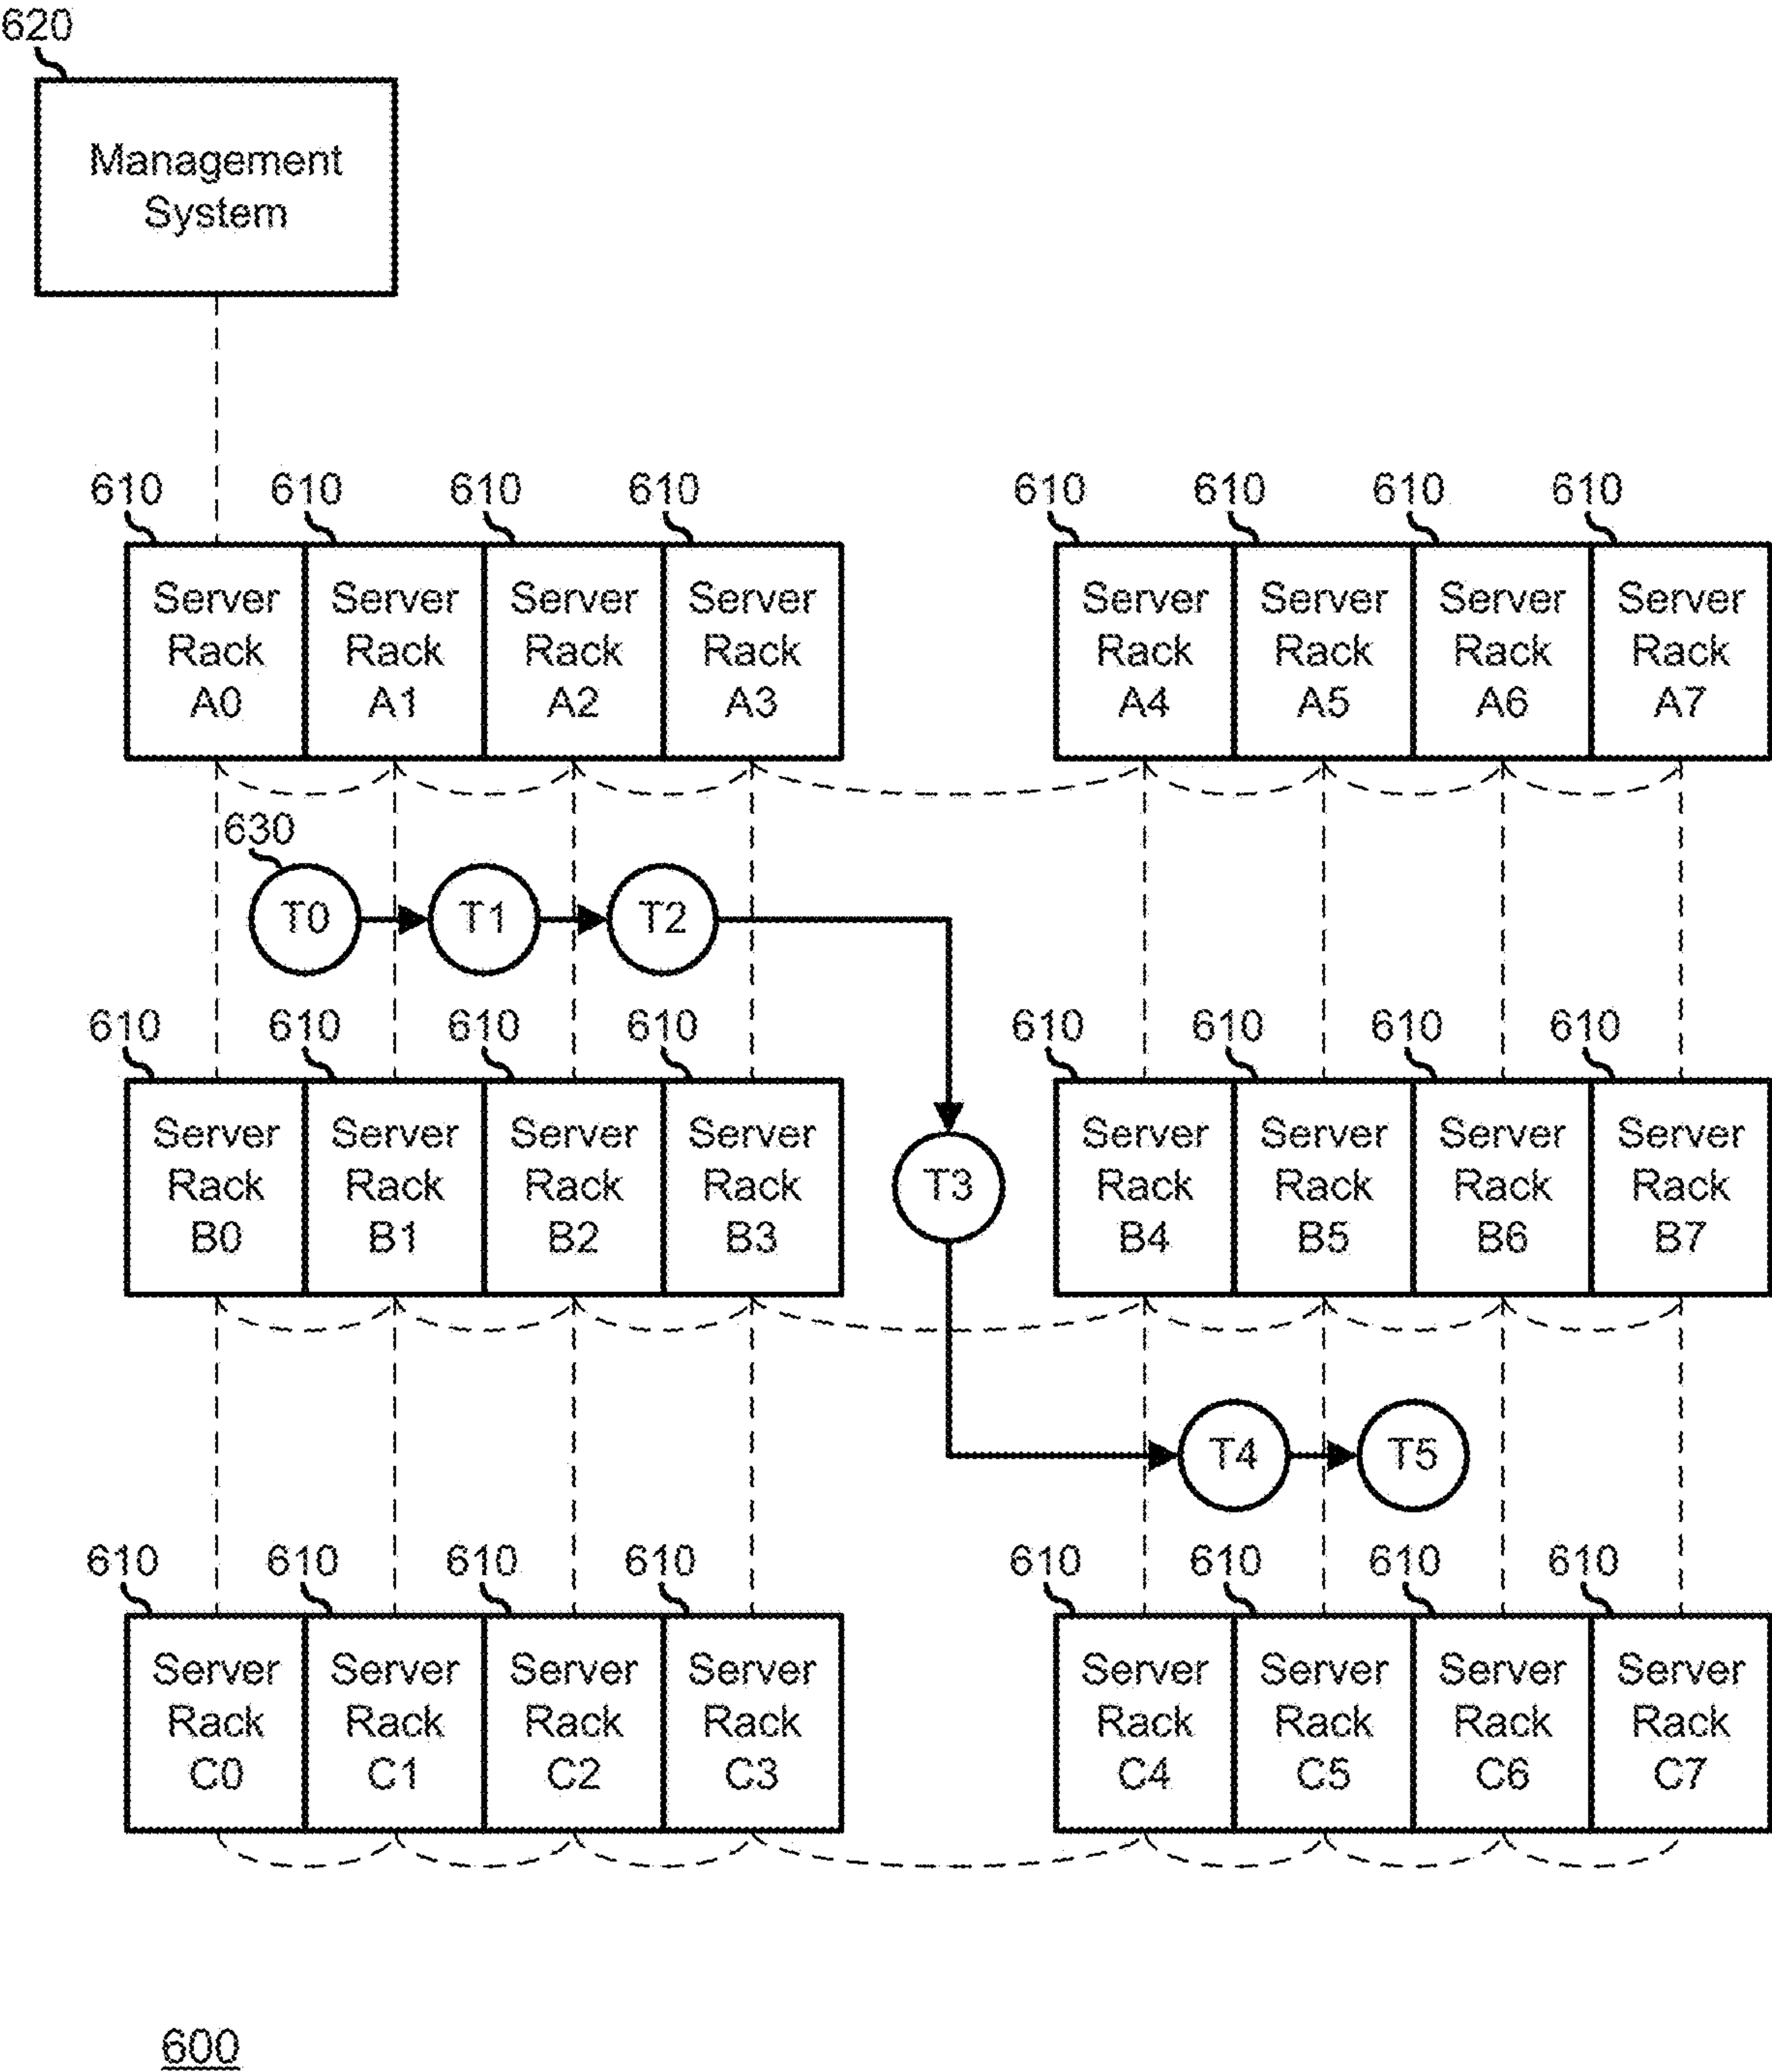 620
Management
System
610 610 610 610 610 610 610 610
Server Server Server Server Server Server Server Server
Rack Rack Rack Rack Rack Rack Rack Rack
A0 A1 A2 A3 A4 A5 A6 A7
630
T0 T1 T2
610 610 610 610 610 610 610 610
Server Server Server Server Server Server Server Server
Rack Rack Rack Rack T3 Rack Rack Rack Rack
B0 B1 B2 B3 B4 B5 B6 B7
T4 T5
610 610 610 610 610 610 610 610
Server Server Server Server Server Server Server Server
Rack Rack Rack Rack Rack Rack Rack Rack
C0 C1 C2 C3 C4 C5 C6 C7
600